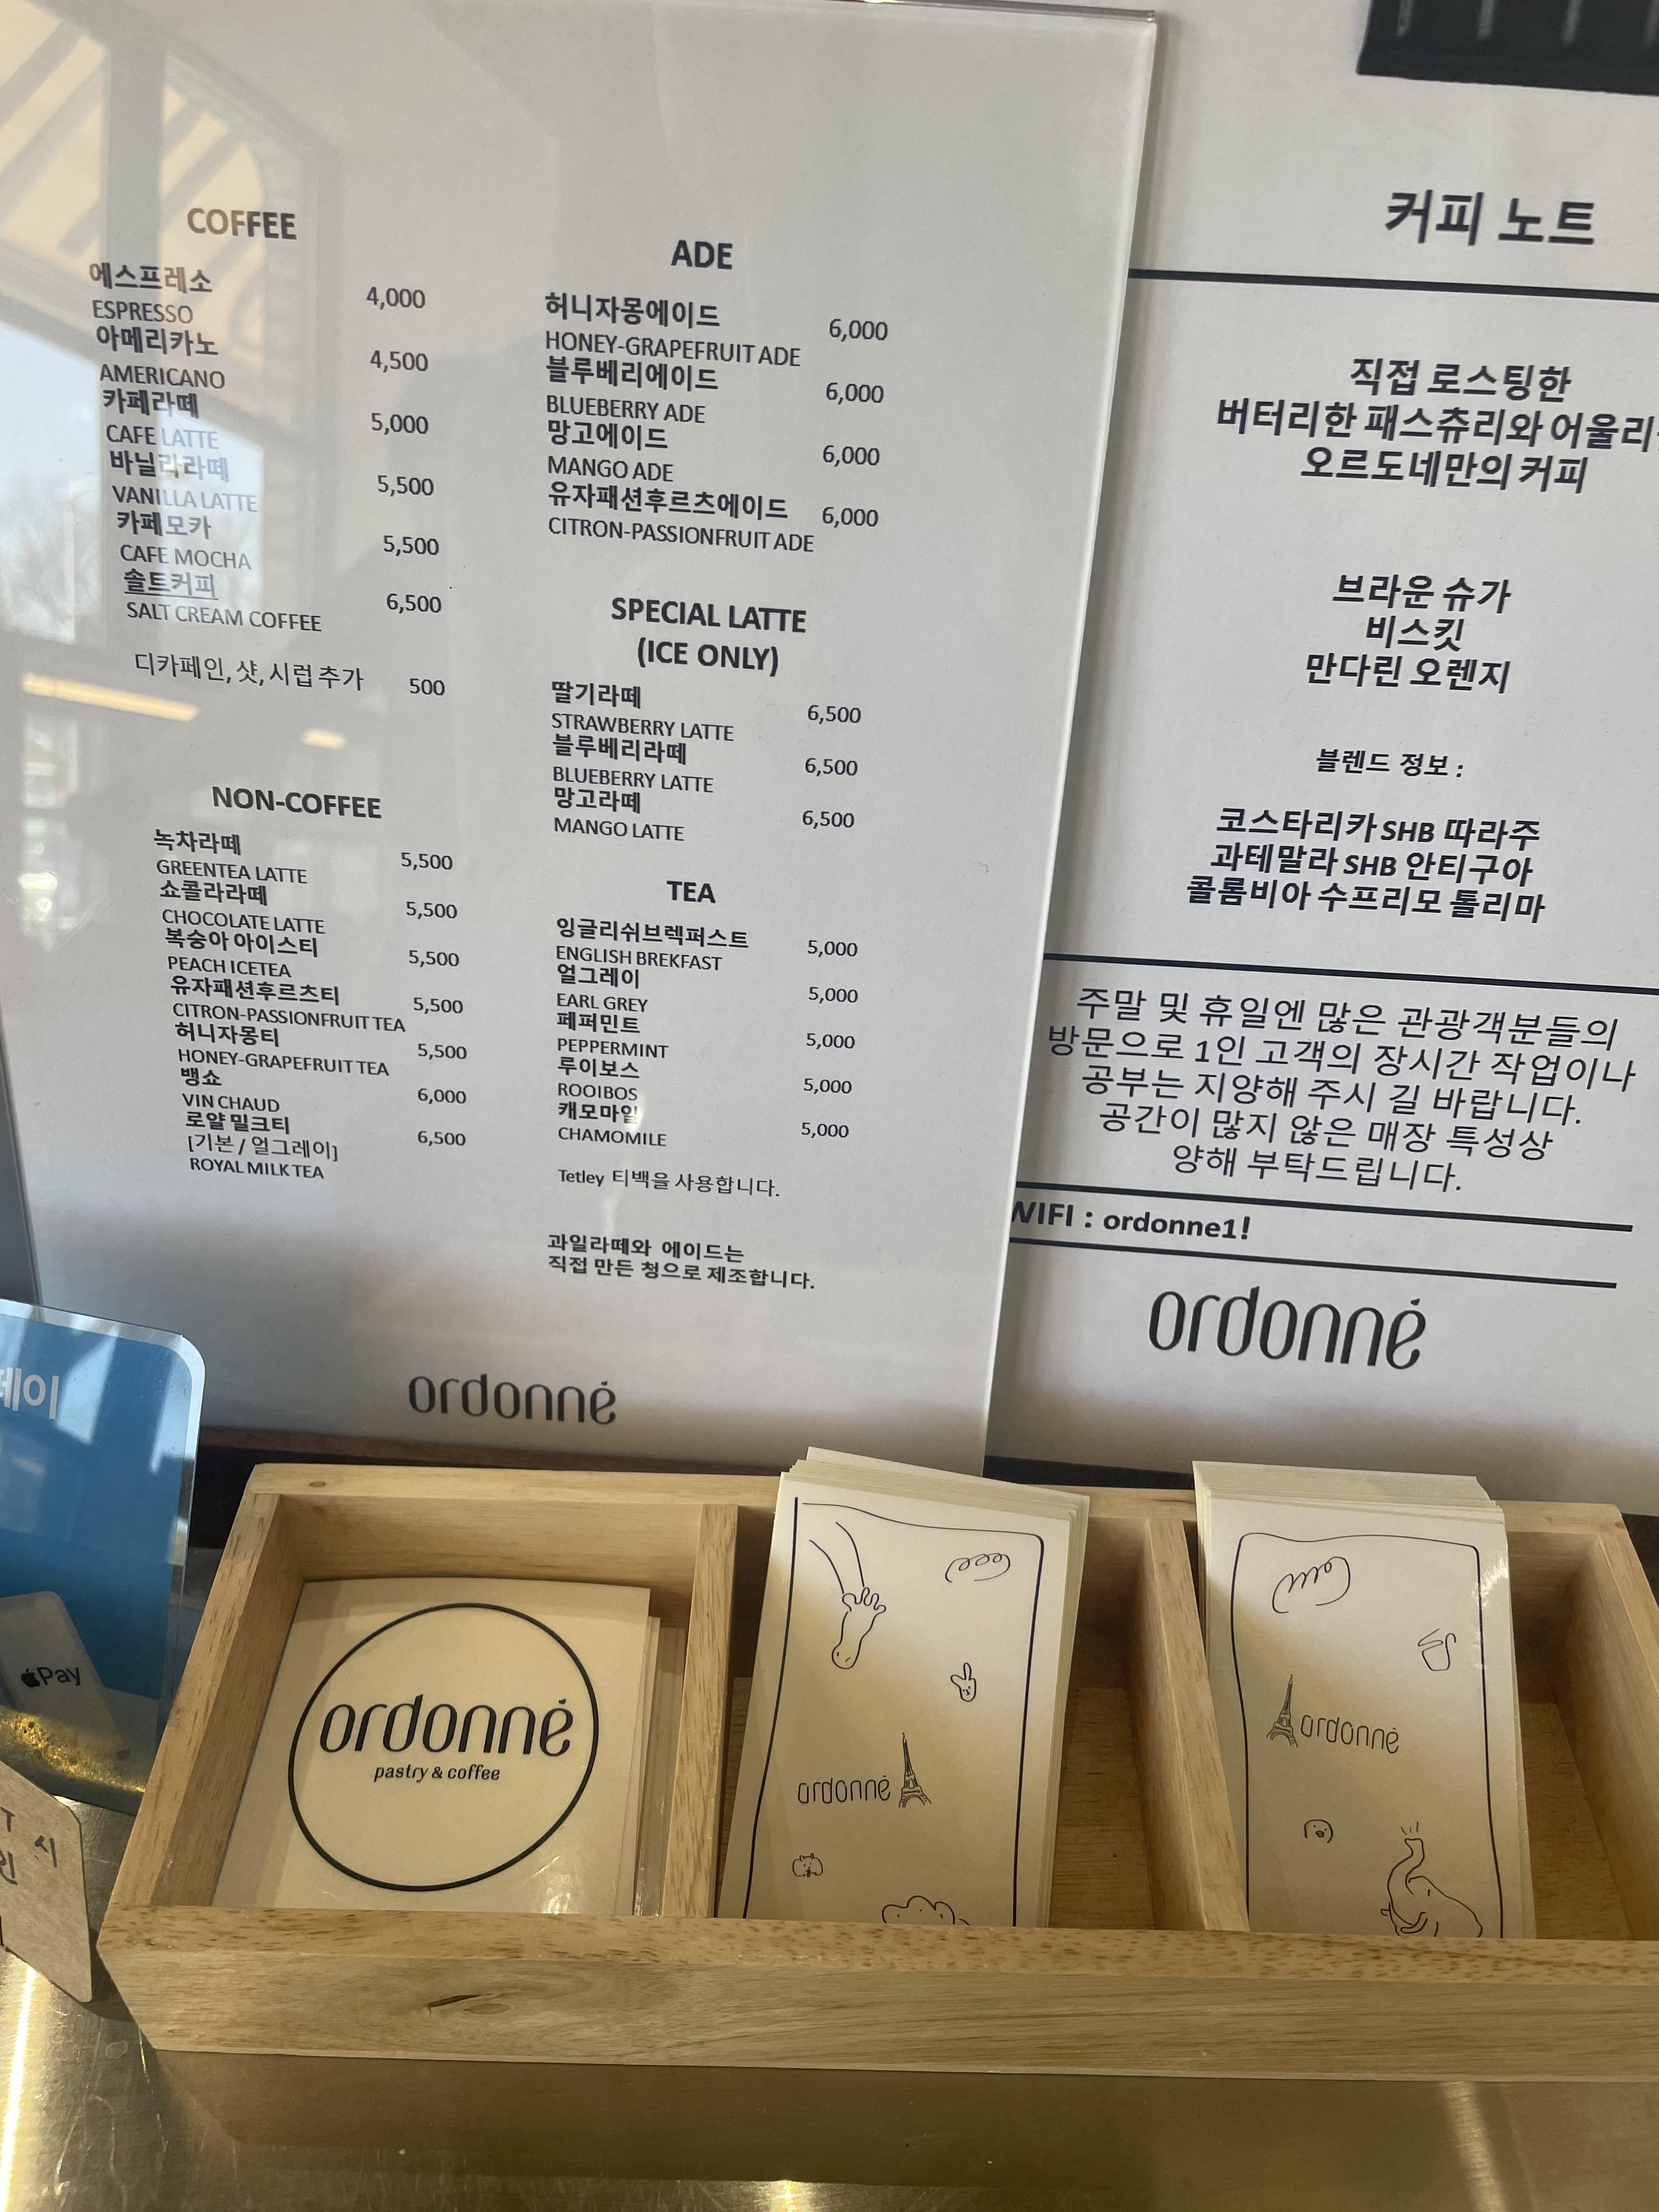 COFFEE
에스프레소 4,000
ESPRESSO
아메리카노 4,500
AMERICANO
카페라떼 5,000
CAFE LATTE
바닐라라떼 5,500
VANILLA LATTE
카페모카 5,500
CAFE MOCHA
솔트커피 6,500
SALT CREAM COFFEE
디카페인, 샷, 시럽 추가 500
NON-COFFEE
녹차라떼 5,500
GREENTEA LATTE
쇼콜라라떼 5,500
CHOCOLATE LATTE
복숭아 아이스티 5,500
PEACH ICETEA
유자패션후르츠티 5,500
CITRON-PASSIONFRUIT TEA
허니자몽티 5,500
HONEY-GRAPEFRUIT TEA
뱅쇼 6,000
VIN CHAUD
로얄 밀크티 6,500
[기본 / 얼그레이]
ROYAL MILK TEA
ADE
허니자몽에이드 6,000
HONEY-GRAPEFRUIT ADE
블루베리에이드 6,000
BLUEBERRY ADE
망고에이드 6,000
MANGO ADE
유자패션후르츠에이드 6,000
CITRON-PASSIONFRUIT ADE
SPECIAL LATTE
(ICE ONLY)
딸기라떼 6,500
STRAWBERRY LATTE
블루베리라떼 6,500
BLUEBERRY LATTE
망고라떼 6,500
MANGO LATTE
TEA
잉글리쉬브렉퍼스트 5,000
ENGLISH BREKFAST
얼그레이 5,000
EARL GREY
페퍼민트 5,000
PEPPERMINT
루이보스 5,000
ROOIBOS
캐모마일 5,000
CHAMOMILE
Tetley 티백을 사용합니다.
과일라떼와 에이드는
직접 만든 청으로 제조합니다.
ordonné
커피 노트
직접 로스팅한
버터리한 패스츄리와 어울리
오르도네만의 커피
브라운 슈가
비스킷
만다린 오렌지
블렌드 정보 :
코스타리카 SHB 따라주
과테말라 SHB 안티구아
콜롬비아 수프리모 톨리마
주말 및 휴일엔 많은 관광객분들의
방문으로 1인 고객의 장시간 작업이나
공부는 지양해 주시 길 바랍니다.
공간이 많지 않은 매장 특성상
양해 부탁드립니다.
WIFI : ordonne1!
ordonné
페이
Pay
시
ordonné
pastry & coffee
ordonné
ordonné